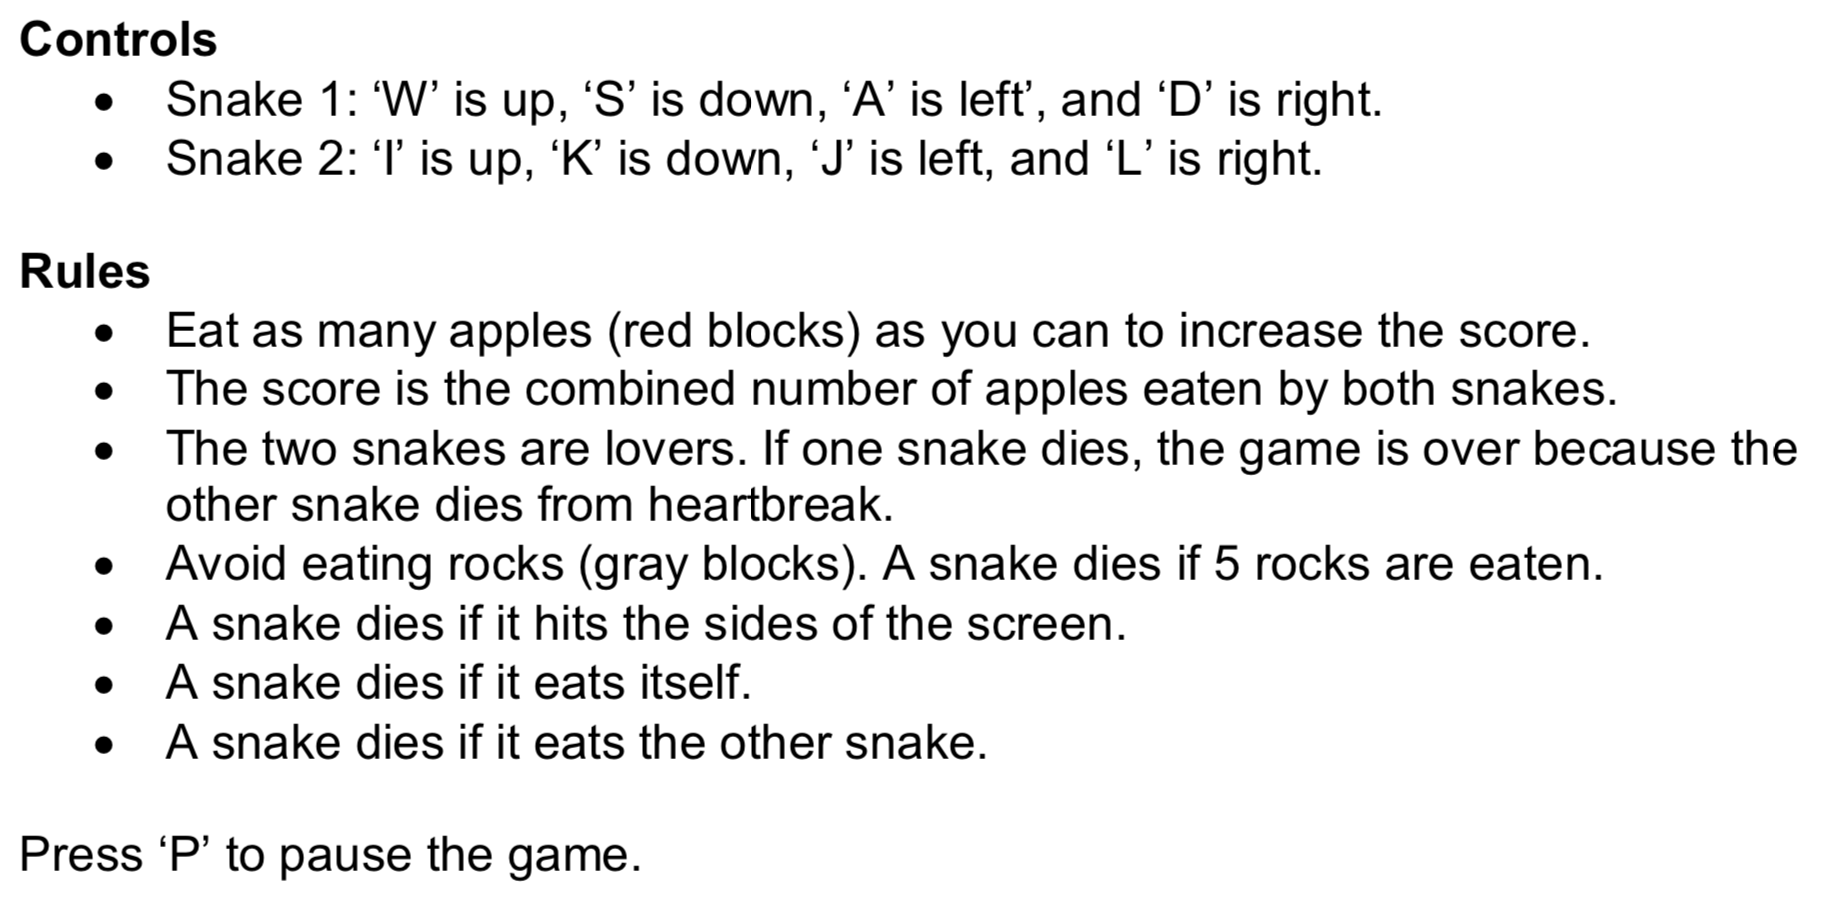 Controls
• Snake 1: ‘W’ is up, ‘S’ is down, ‘A’ is left’, and ‘D’ is right.
• Snake 2: ‘I’ is up, ‘K’ is down, ‘J’ is left, and ‘L’ is right.
Rules
• Eat as many apples (red blocks) as you can to increase the score.
• The score is the combined number of apples eaten by both snakes.
• The two snakes are lovers. If one snake dies, the game is over because the
other snake dies from heartbreak.
• Avoid eating rocks (gray blocks). A snake dies if 5 rocks are eaten.
• A snake dies if it hits the sides of the screen.
• A snake dies if it eats itself.
• A snake dies if it eats the other snake.
Press ‘P’ to pause the game.